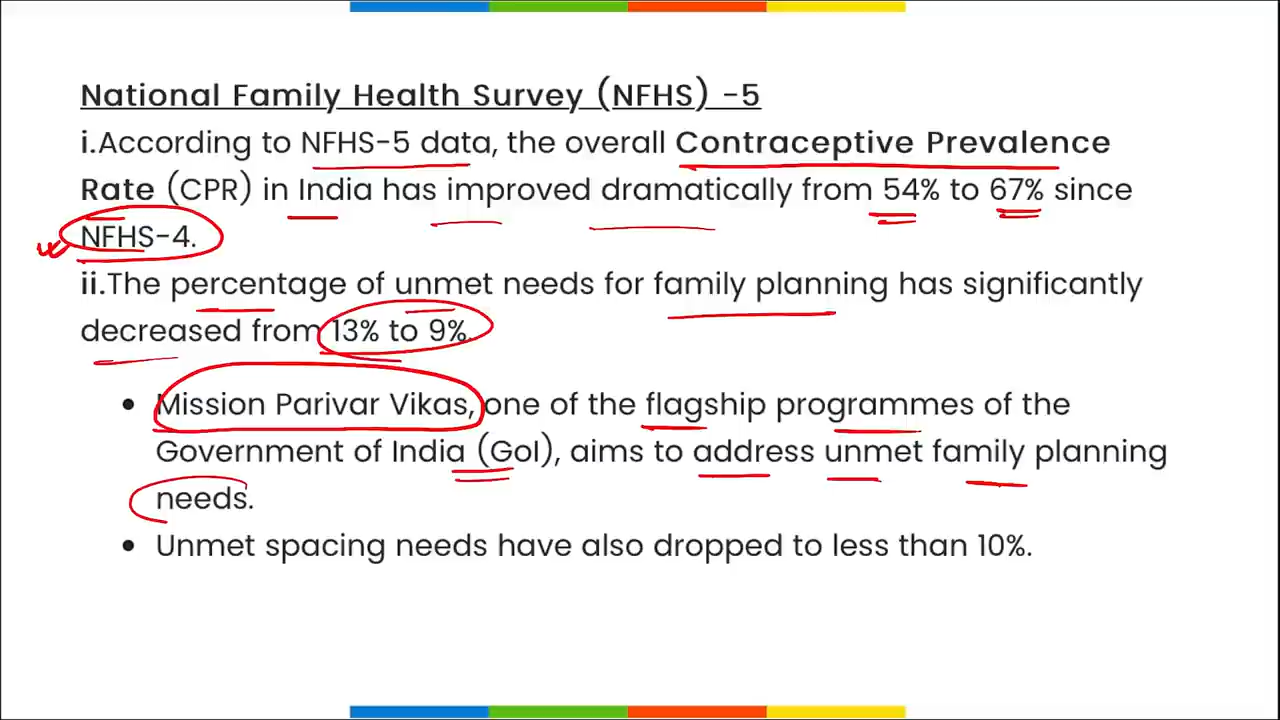 National Family Health Survey (NFHS) -5
i.According to NFHS-5 data, the overall Contraceptive Prevalence
Rate (CPR) in India has improved dramatically from 54% to 67% since
NFHS-4.
ii.The percentage of unmet needs for family planning has significantly
decreased from 13% to 9%.
• Mission Parivar Vikas, one of the flagship programmes of the
Government of India (GoI), aims to address unmet family planning
needs.
• Unmet spacing needs have also dropped to less than 10%.